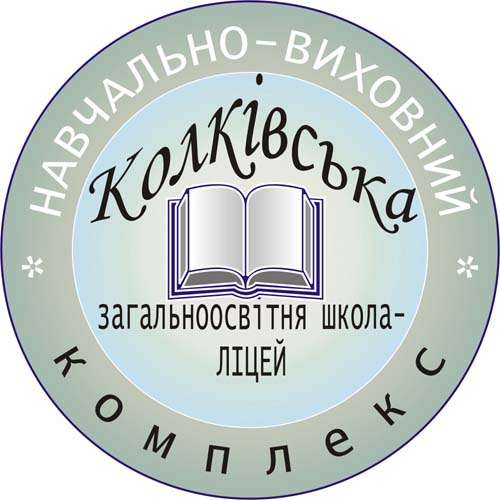 НАВЧАЛЬНО-ВИХОВНИЙ
Колківська
загальноосвітня школа-
ЛІЦЕЙ
* комплекс *